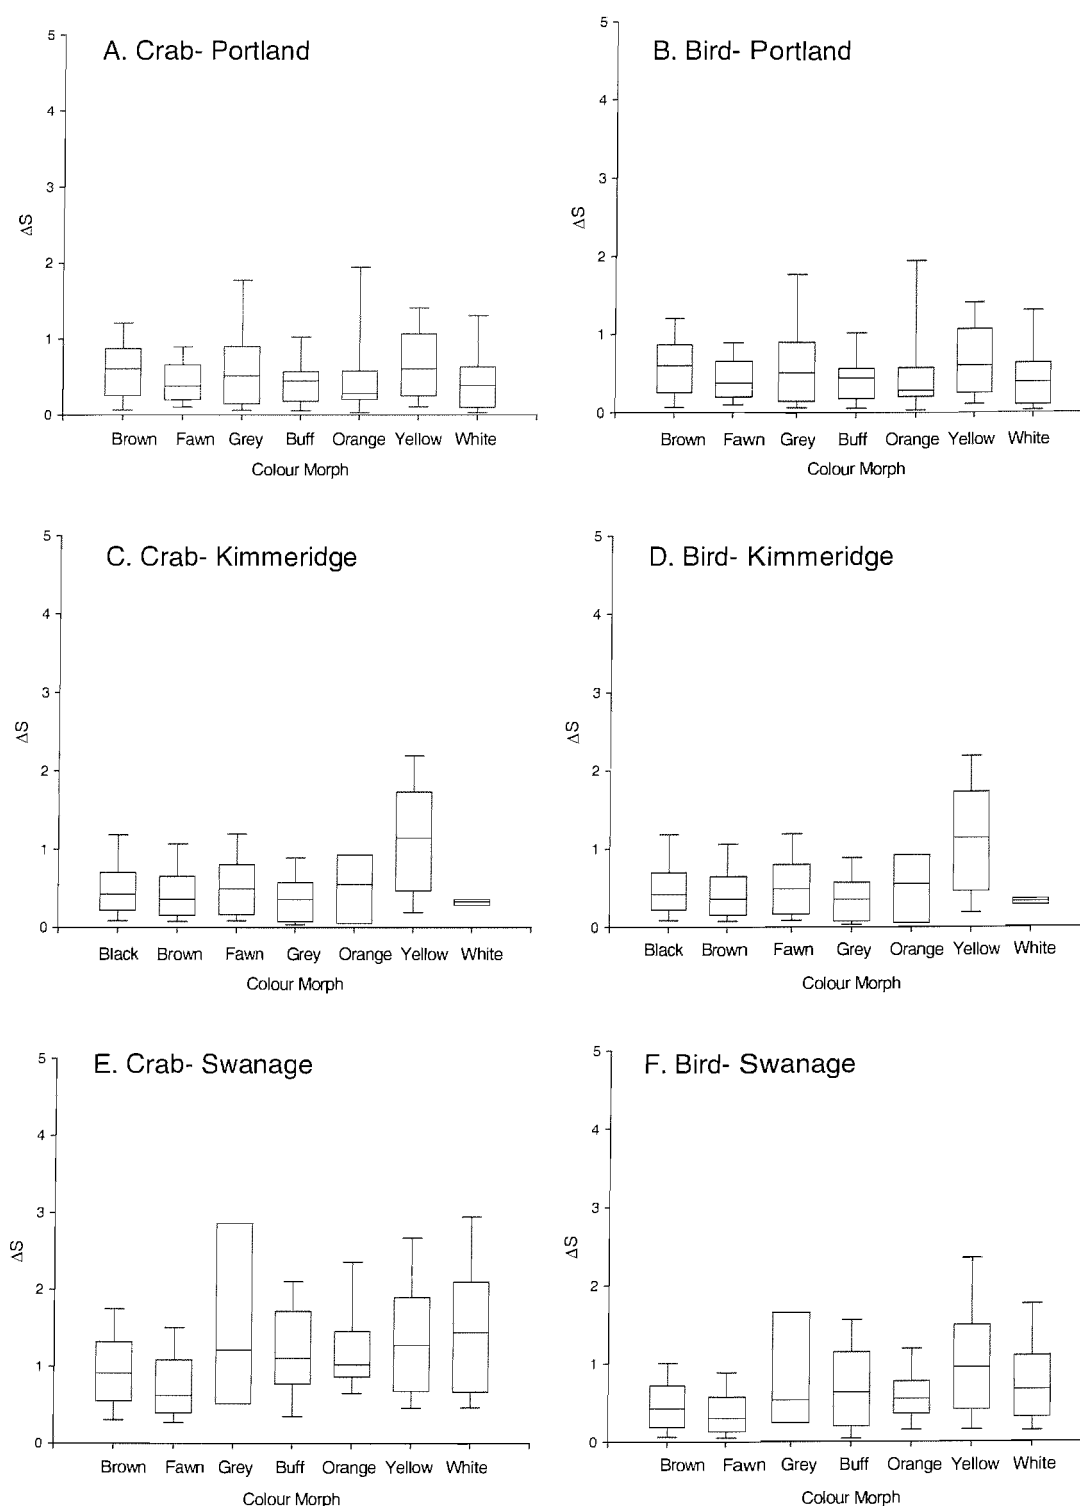 A. Crab- Portland
5
4
3
2
1
0
ΔS
Brown Fawn Grey Buff Orange Yellow White
Colour Morph
B. Bird- Portland
5
4
3
2
1
0
ΔS
Brown Fawn Grey Buff Orange Yellow White
Colour Morph
C. Crab- Kimmeridge
5
4
3
2
1
0
ΔS
Black Brown Fawn Grey Orange Yellow White
Colour Morph
D. Bird- Kimmeridge
5
4
3
2
1
0
ΔS
Black Brown Fawn Grey Orange Yellow White
Colour Morph
E. Crab- Swanage
5
4
3
2
1
0
ΔS
Brown Fawn Grey Buff Orange Yellow White
Colour Morph
F. Bird- Swanage
5
4
3
2
1
0
ΔS
Brown Fawn Grey Buff Orange Yellow White
Colour Morph